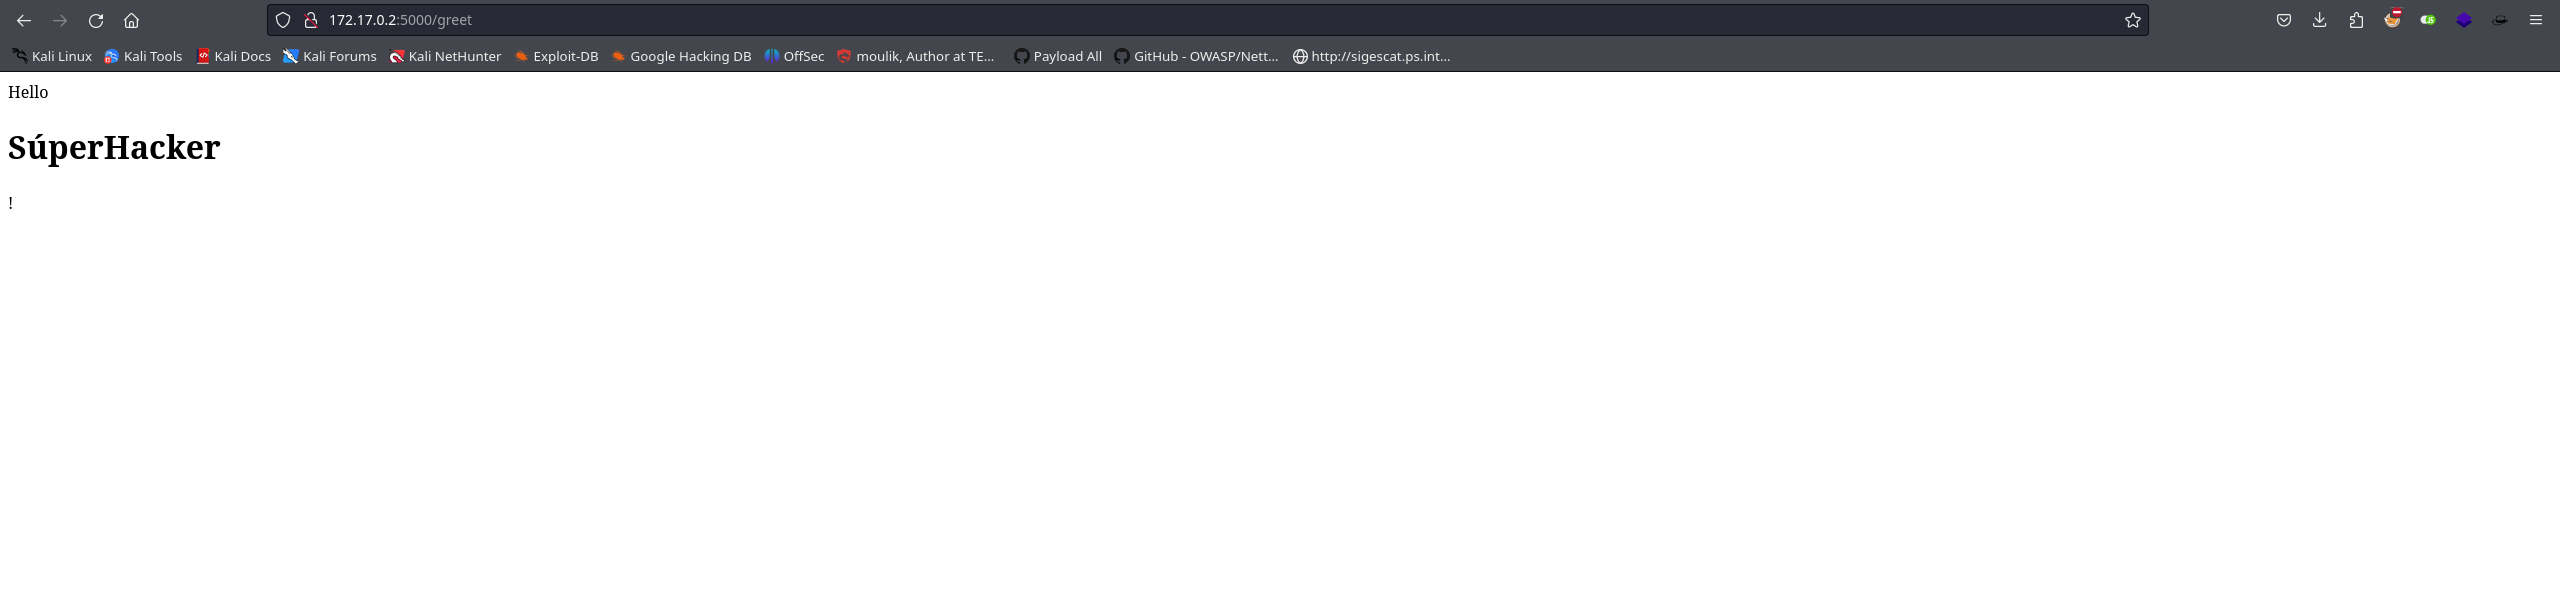 172.17.0.2:5000/greet
Kali Linux Kali Tools Kali Docs Kali Forums Kali NetHunter Exploit-DB Google Hacking DB OffSec moulik, Author at TE… Payload All GitHub - OWASP/Nett… http://sigescat.ps.int…
Hello
SúperHacker
!